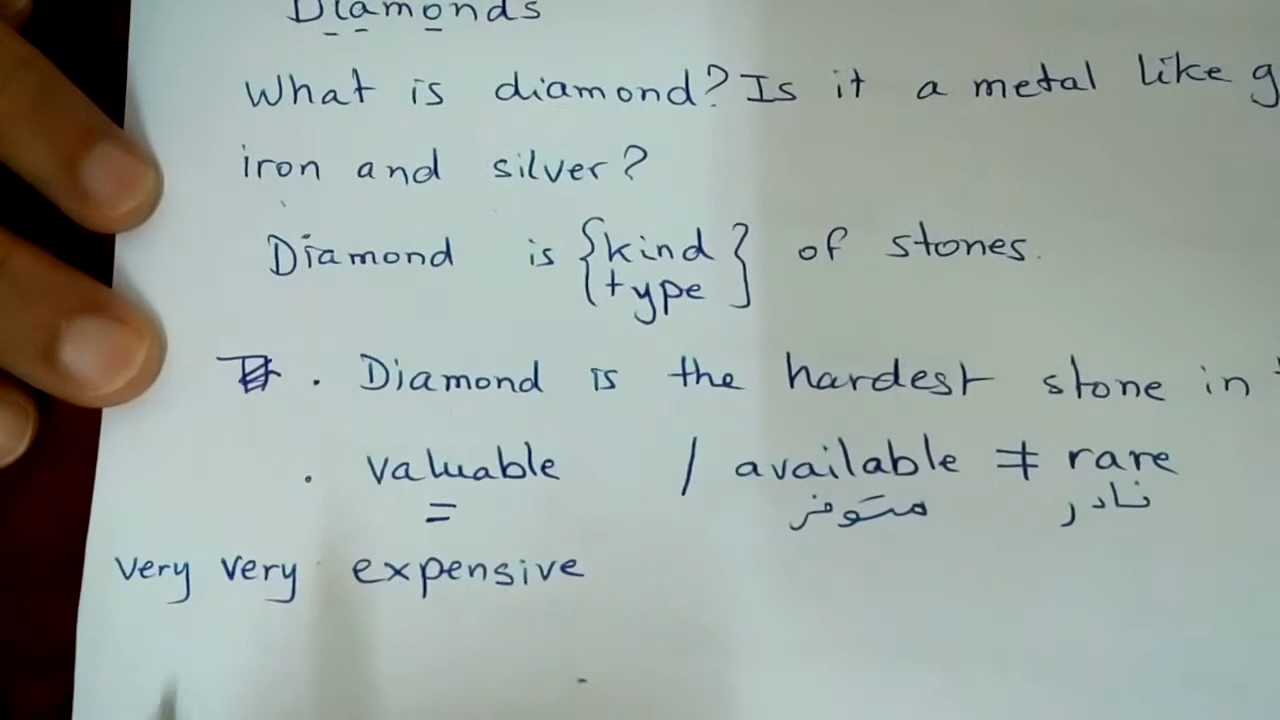 Diamonds
What is diamond? Is it a metal like g
iron and silver?
Diamond is {kind } of stones.
type
. Diamond is the hardest stone in
. valuable / available ≠ rare
= متوفر نادر
very very expensive